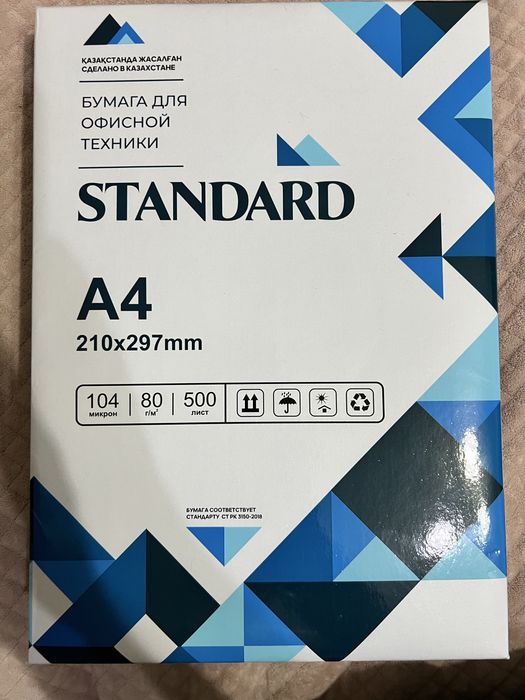 ҚАЗАҚСТАНДА ЖАСАЛҒАН
СДЕЛАНО В КАЗАХСТАНЕ
БУМАГА ДЛЯ
ОФИСНОЙ
ТЕХНИКИ
STANDARD
A4
210x297mm
104 80 500
микрон г/м² лист
БУМАГА СООТВЕТСТВУЕТ
СТАНДАРТУ СТ РК 3150-2018